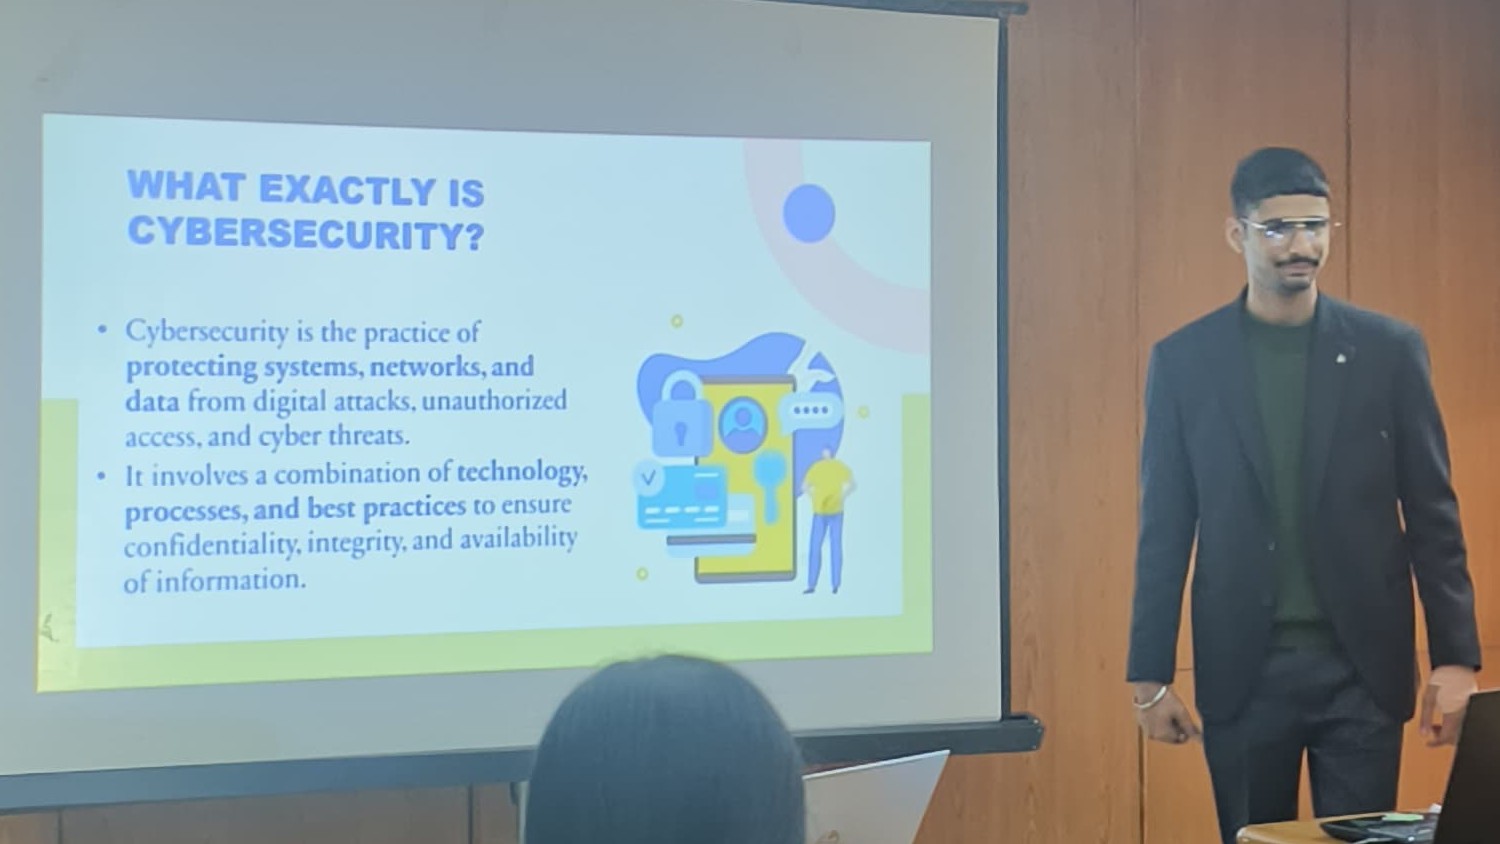 WHAT EXACTLY IS
CYBERSECURITY?
• Cybersecurity is the practice of
protecting systems, networks, and
data from digital attacks, unauthorized
access, and cyber threats.
• It involves a combination of technology,
processes, and best practices to ensure
confidentiality, integrity, and availability
of information.